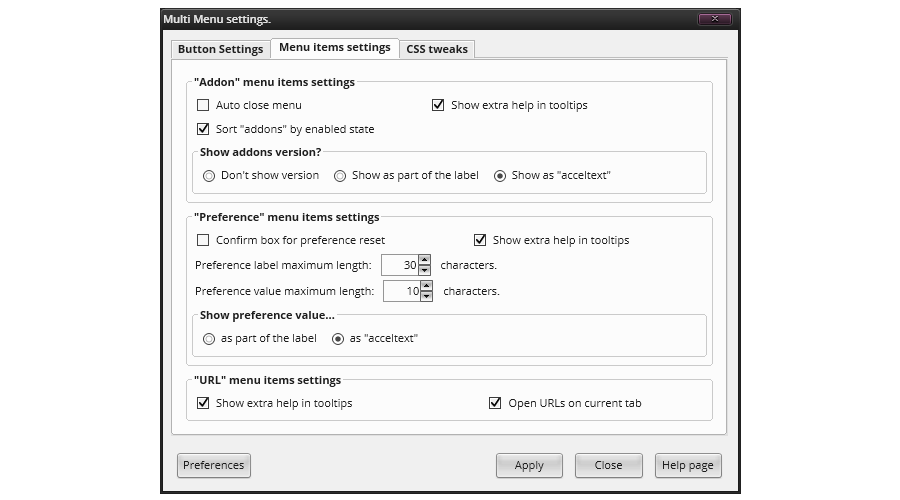 Multi Menu settings.
Button Settings Menu items settings CSS tweaks
"Addon" menu items settings
Auto close menu Show extra help in tooltips
Sort "addons" by enabled state
Show addons version?
Don't show version Show as part of the label Show as "acceltext"
"Preference" menu items settings
Confirm box for preference reset Show extra help in tooltips
Preference label maximum length: 30 characters.
Preference value maximum length: 10 characters.
Show preference value...
as part of the label as "acceltext"
"URL" menu items settings
Show extra help in tooltips Open URLs on current tab
Preferences Apply Close Help page